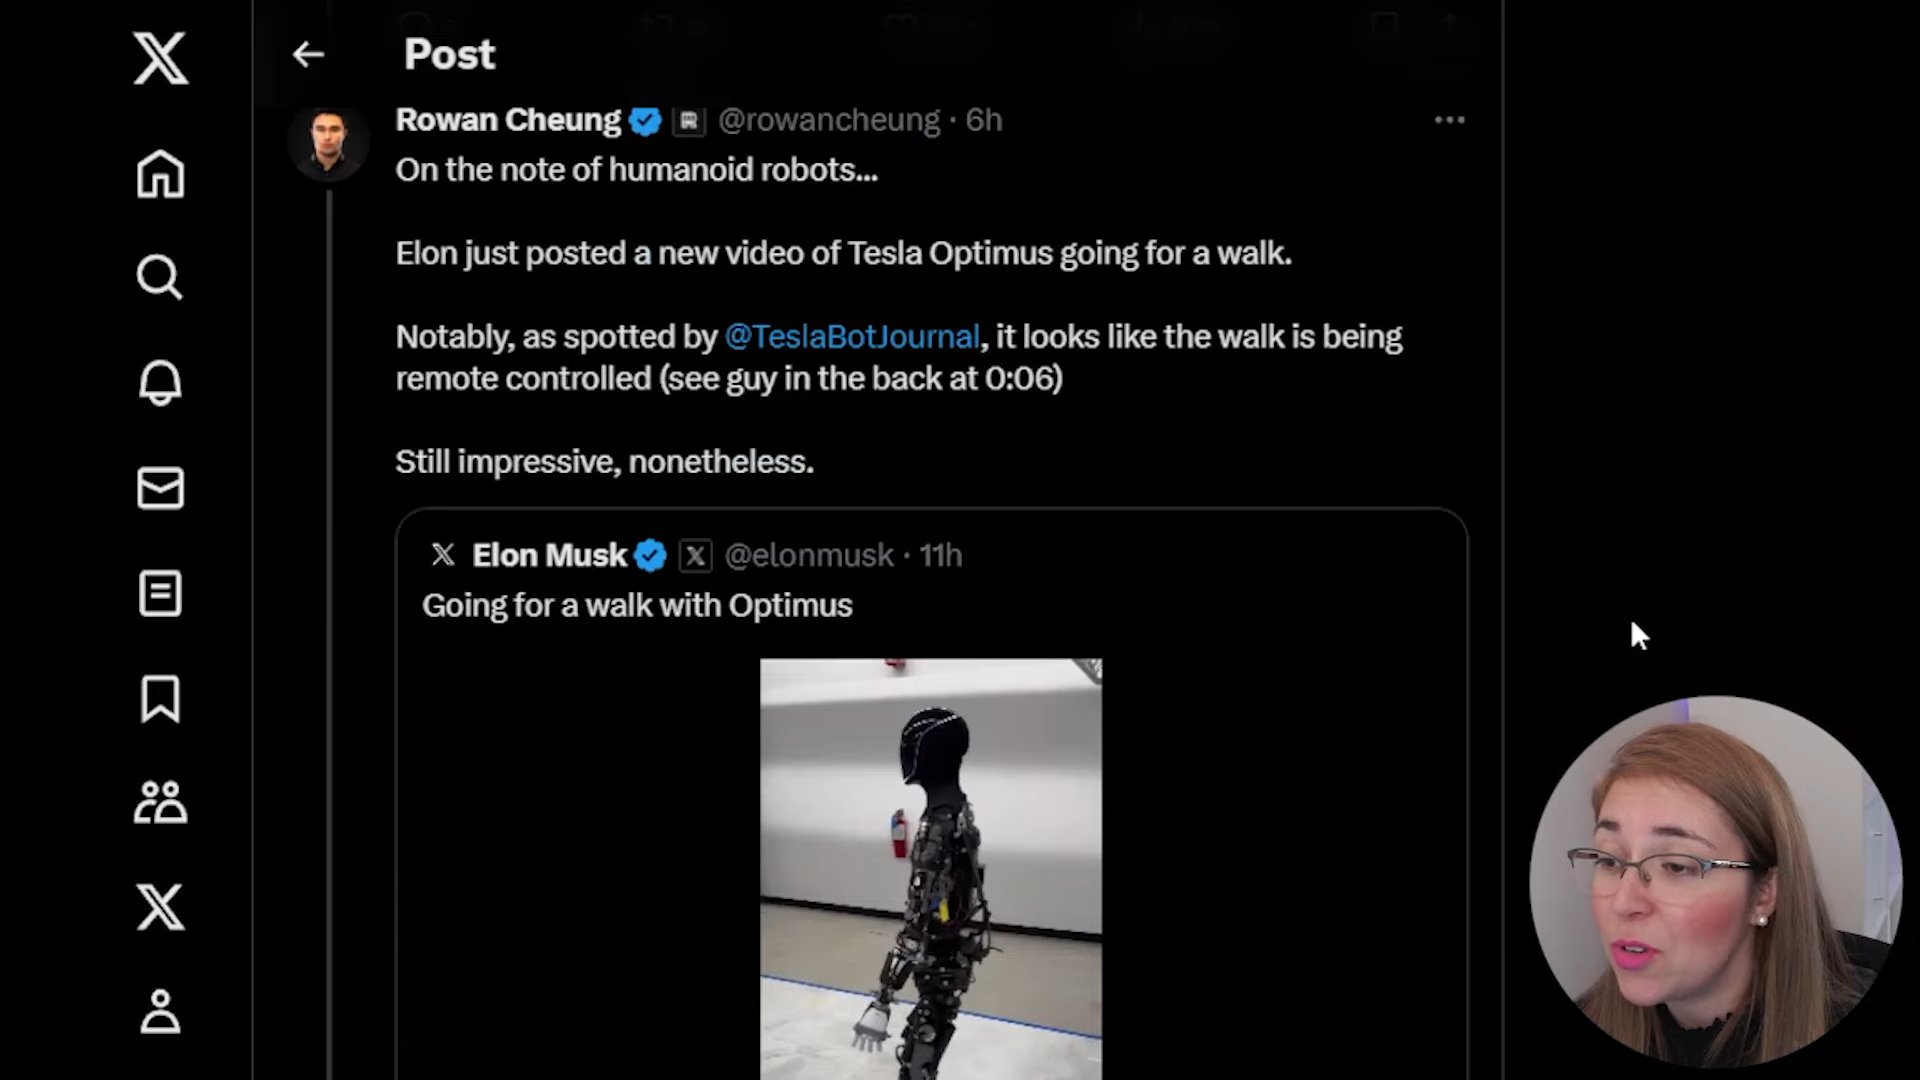 Post
Rowan Cheung @rowancheung · 6h
On the note of humanoid robots...
Elon just posted a new video of Tesla Optimus going for a walk.
Notably, as spotted by @TeslaBotJournal, it looks like the walk is being
remote controlled (see guy in the back at 0:06)
Still impressive, nonetheless.
Elon Musk @elonmusk · 11h
Going for a walk with Optimus